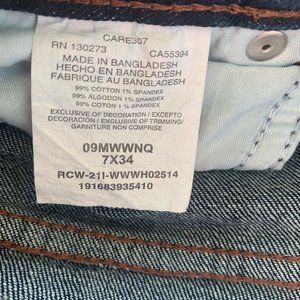 CARE307
RN 130273 CA55394
MADE IN BANGLADESH
HECHO EN BANGLADESH
FABRIQUE AU BANGLADESH
99% COTTON 1% SPANDEX
99% ALGODON 1% SPANDEX
99% COTON 1% SPANDEX
EXCLUSIVE OF DECORATION / EXCEPTO
DECORACION / EXCLUSIVE OF TRIMMING/
GARNITURE NON COMPRISE
09MWWNQ
7X34
RCW-21I-WWWH02514
191683935410